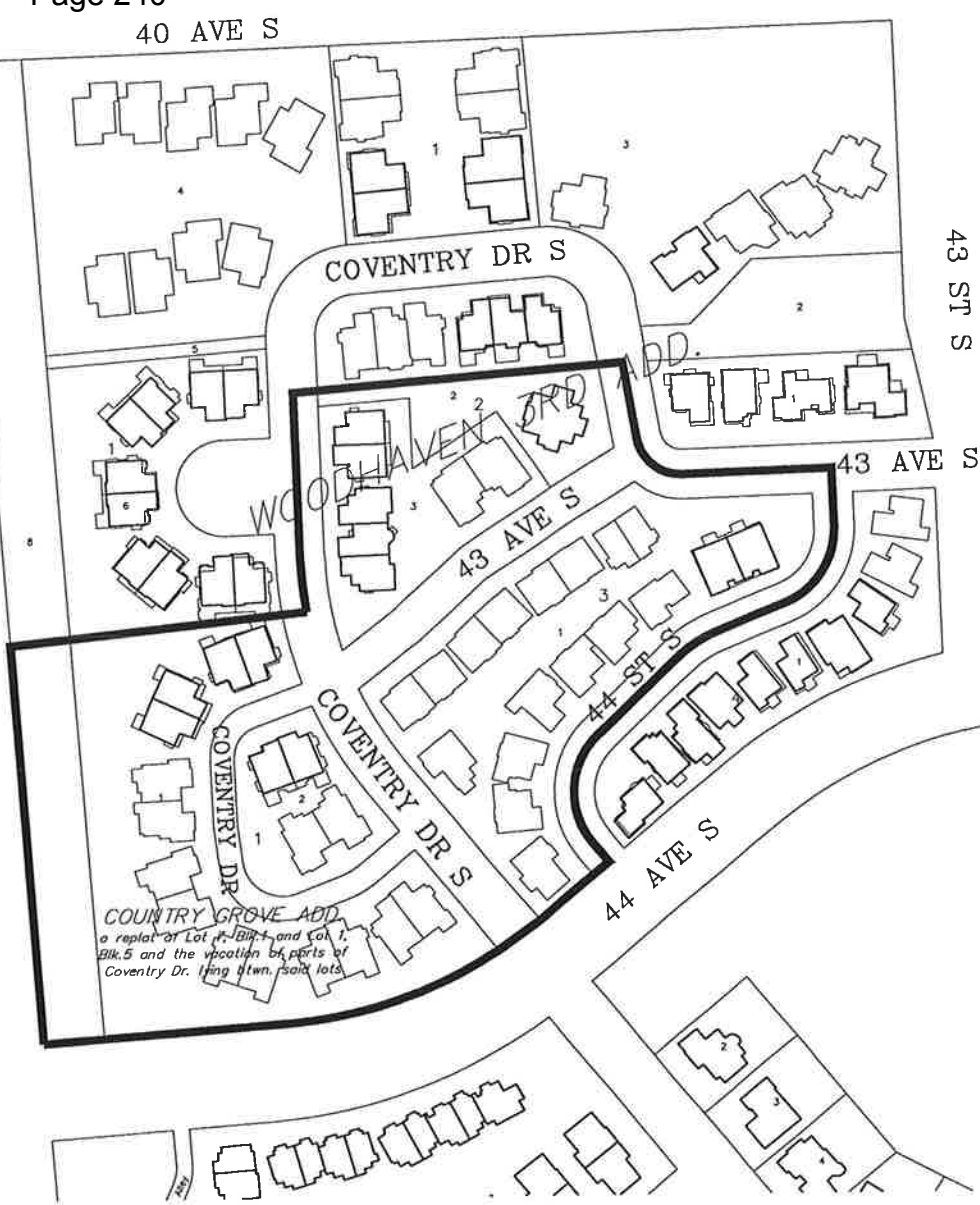 40 AVE S
1
3
4
COVENTRY DR S
43 ST S
2
5
WOODHAVEN 3RD ADD.
2
2
1
1
43 AVE S
6
3
8
43 AVE S
3
1
44 ST S
4
1
COVENTRY DR S
COVENTRY DR
2
1
44 AVE S
COUNTRY GROVE ADD
a replat of Lot 7, Blk.1 and Lot 1,
Blk.5 and the vacation of parts of
Coventry Dr. lying btwn. said lots
2
3
4
Alley